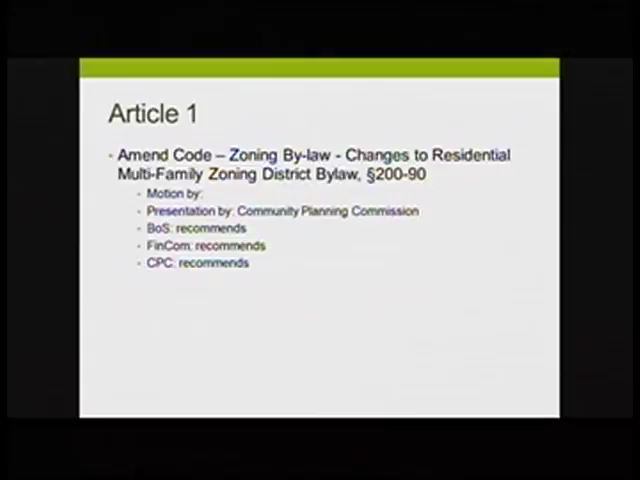 Article 1
Amend Code – Zoning By-law - Changes to Residential
Multi-Family Zoning District Bylaw, §200-90
Motion by:
Presentation by: Community Planning Commission
BoS: recommends
FinCom: recommends
CPC: recommends